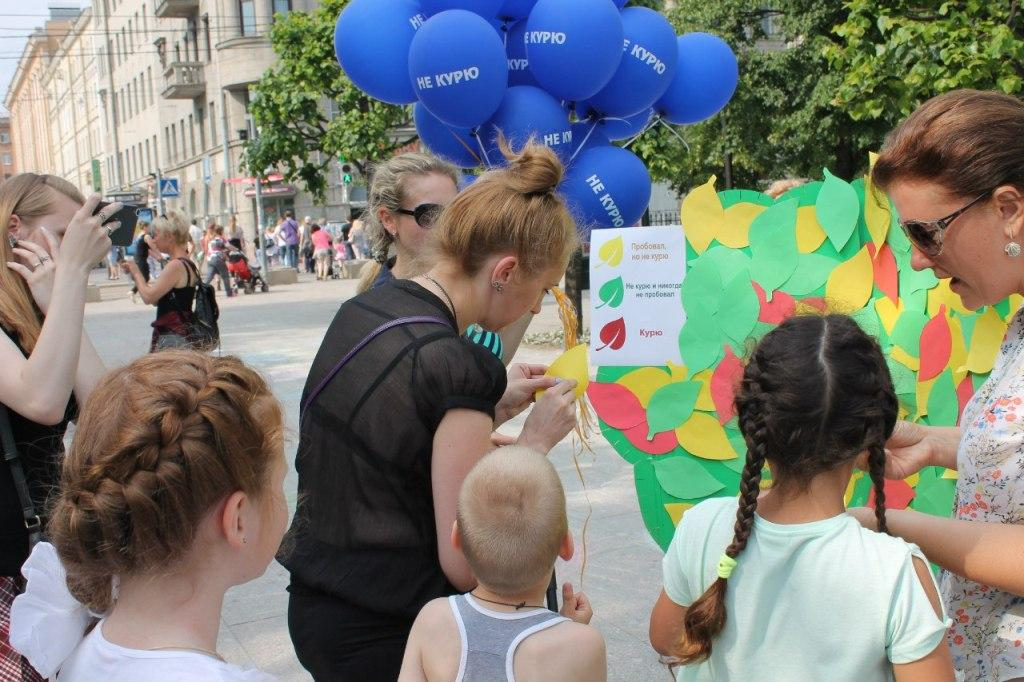 НЕ
НЕ КУРЮ
КУРЮ
НЕ КУРЮ
НЕ КУРЮ
НЕ КУ
НЕ КУРЮ
Пробовал,
но не курю
Не курю и никогда
не пробовал
Курю